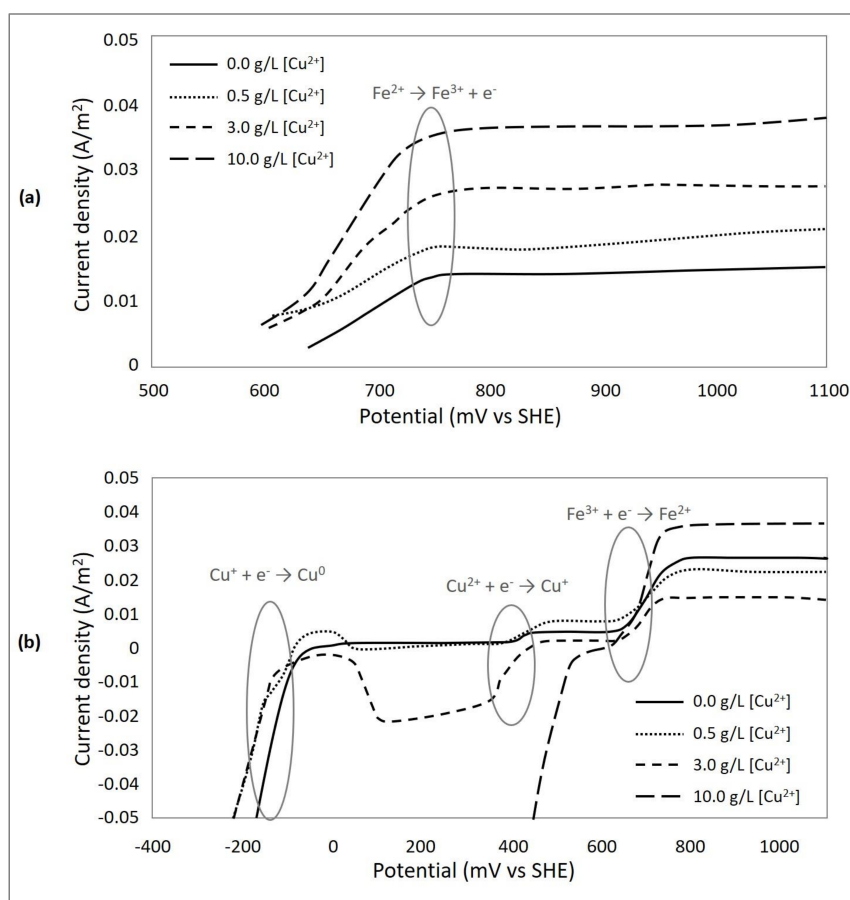 0.05
0.0 g/L [Cu²⁺]
0.5 g/L [Cu²⁺]
Fe²⁺ → Fe³⁺ + e⁻
0.04
3.0 g/L [Cu²⁺]
10.0 g/L [Cu²⁺]
0.03
(a)
Current density (A/m²)
0.02
0.01
0
500 600 700 800 900 1000 1100
Potential (mV vs SHE)
0.05
0.04
Fe³⁺ + e⁻ → Fe²⁺
0.03
Cu⁺ + e⁻ → Cu⁰
Cu²⁺ + e⁻ → Cu⁺
0.02
0.01
(b)
Current density (A/m²)
0
-0.01
-0.02
-0.03
-0.04
-0.05
0.0 g/L [Cu²⁺]
0.5 g/L [Cu²⁺]
3.0 g/L [Cu²⁺]
10.0 g/L [Cu²⁺]
-400 -200 0 200 400 600 800 1000
Potential (mV vs SHE)